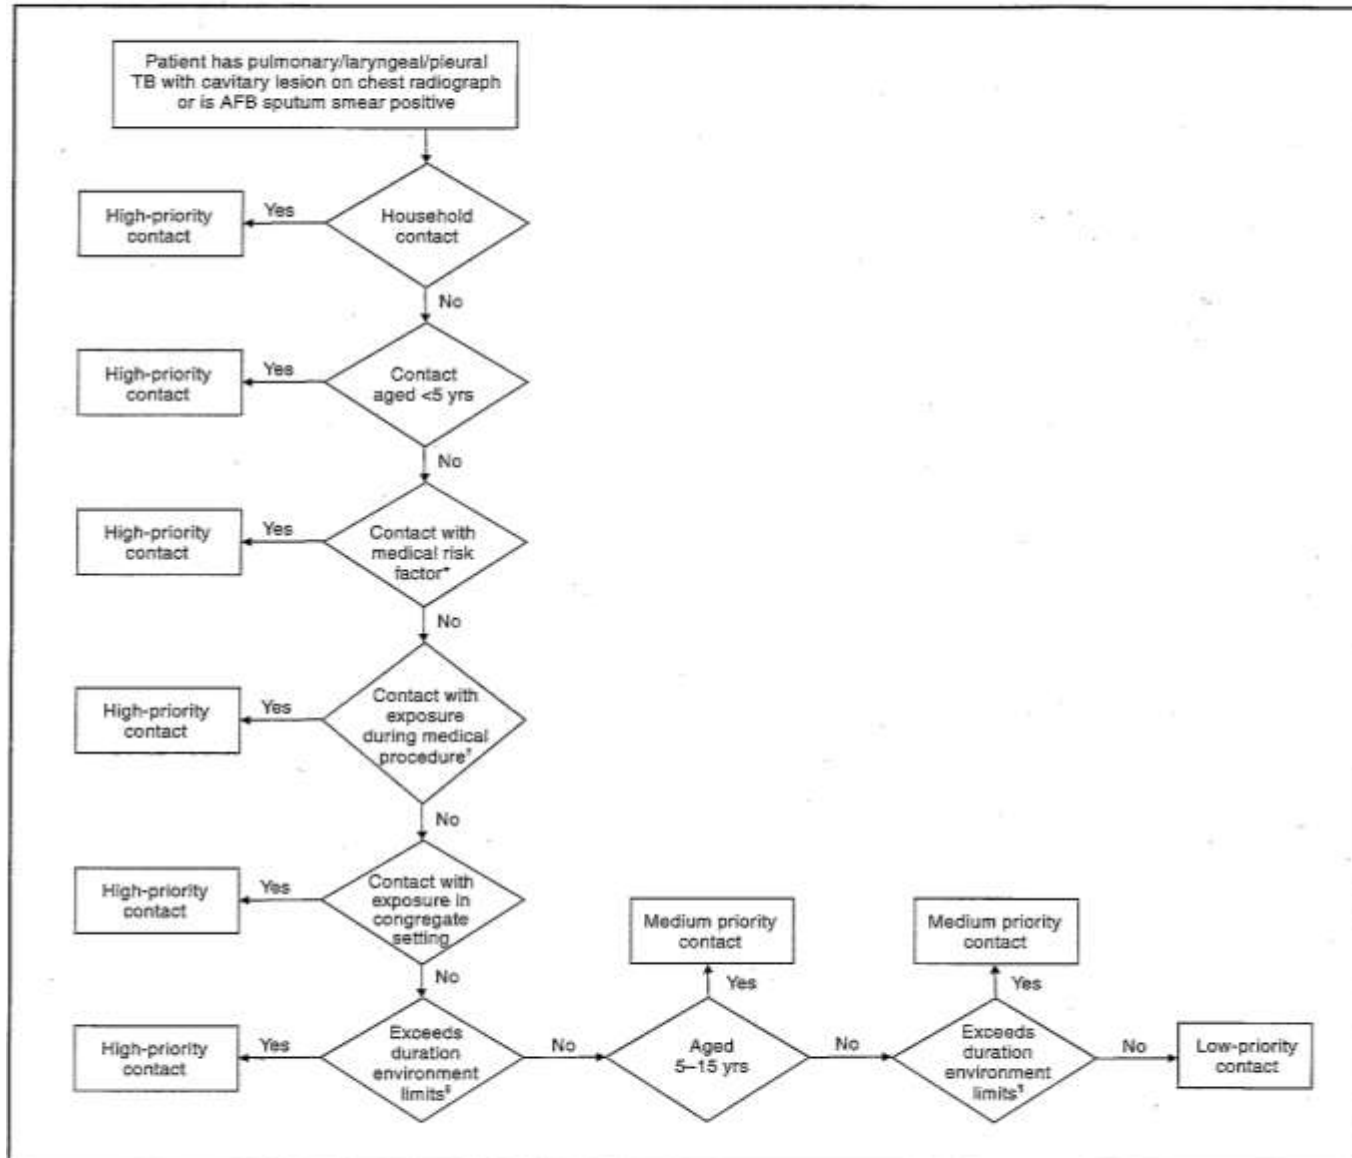 Patient has pulmonary/laryngeal/pleural
TB with cavitary lesion on chest radiograph
or is AFB sputum smear positive
High-priority
contact
Yes
Household
contact
No
High-priority
contact
Yes
Contact
aged <5 yrs
No
High-priority
contact
Yes
Contact with
medical risk
factor*
No
High-priority
contact
Yes
Contact with
exposure
during medical
procedure†
No
High-priority
contact
Yes
Contact with
exposure in
congregate
setting
No
Medium priority
contact
Yes
Medium priority
contact
Yes
High-priority
contact
Yes
Exceeds
duration
environment
limits§
No
Aged
5–15 yrs
No
Exceeds
duration
environment
limits¶
No
Low-priority
contact